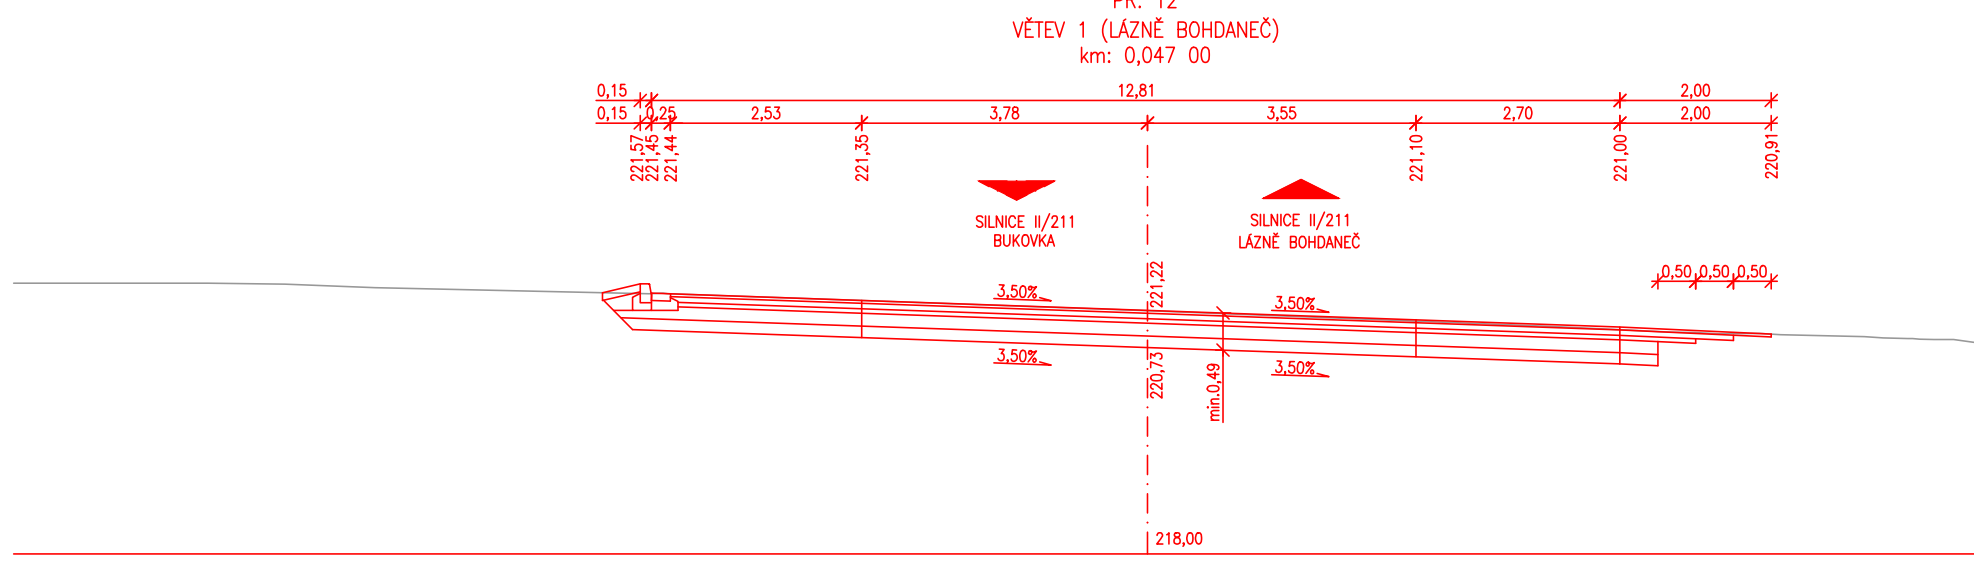 PR. 12
VĚTEV 1 (LÁZNĚ BOHDANEČ)
km: 0,047 00
0,15 12,81 2,00
0,15 0,25 2,53 3,78 3,55 2,70 2,00
221,57 221,45 221,44 221,35 221,10 221,00 220,91
SILNICE II/211
BUKOVKA
SILNICE II/211
LÁZNĚ BOHDANEČ
221,22
0,50 0,50 0,50
3,50%
3,50%
3,50%
3,50%
220,73
min.0,49
218,00